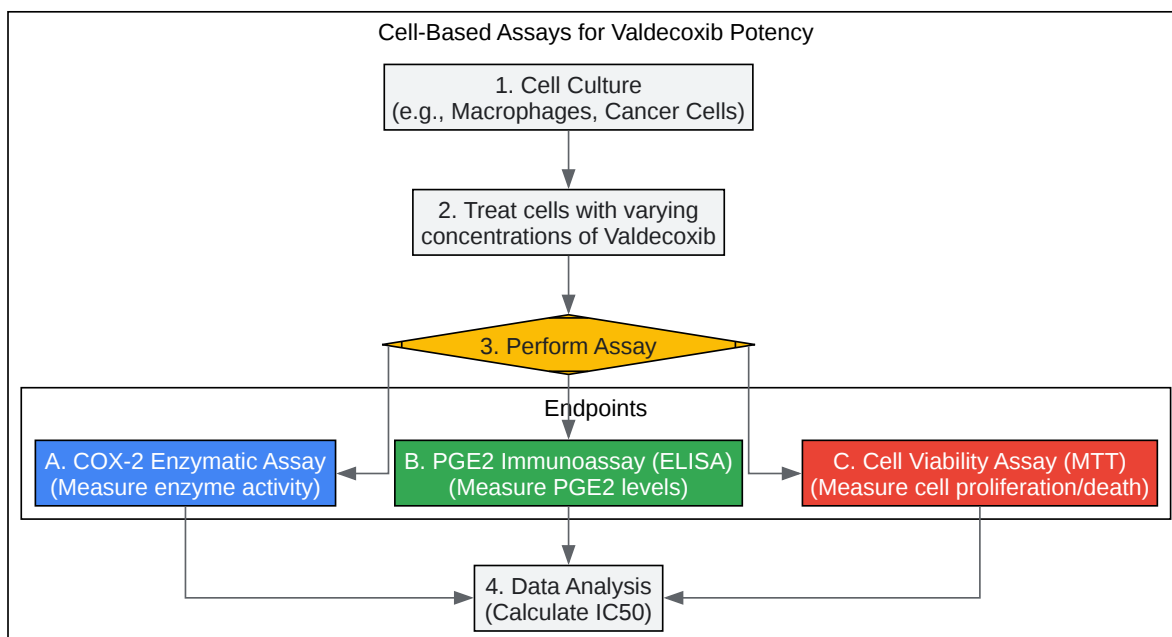 Cell-Based Assays for Valdecoxib Potency
1. Cell Culture
(e.g., Macrophages, Cancer Cells)
2. Treat cells with varying
concentrations of Valdecoxib
3. Perform Assay
Endpoints
A. COX-2 Enzymatic Assay
(Measure enzyme activity)
B. PGE2 Immunoassay (ELISA)
(Measure PGE2 levels)
C. Cell Viability Assay (MTT)
(Measure cell proliferation/death)
4. Data Analysis
(Calculate IC50)